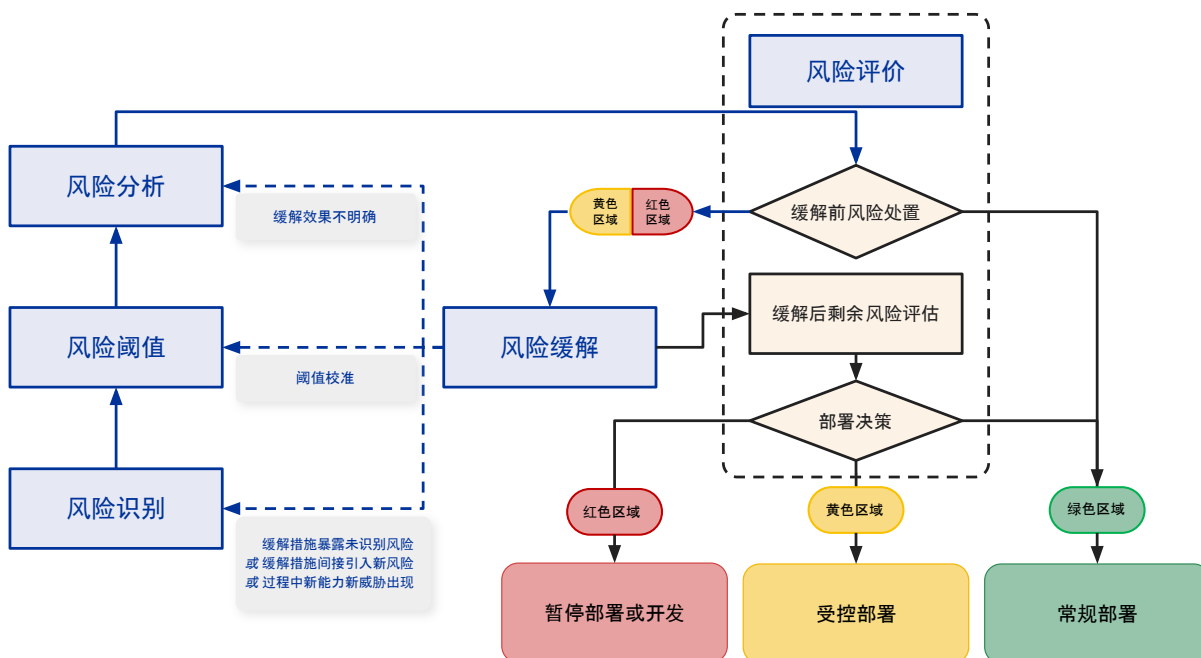 风险评价
风险分析
缓解效果不明确
黄色
区域
红色
区域
缓解前风险处置
风险阈值
阈值校准
风险缓解
缓解后剩余风险评估
部署决策
风险识别
缓解措施暴露未识别风险
或 缓解措施间接引入新风险
或 过程中新能力新威胁出现
红色区域
黄色区域
绿色区域
暂停部署或开发
受控部署
常规部署